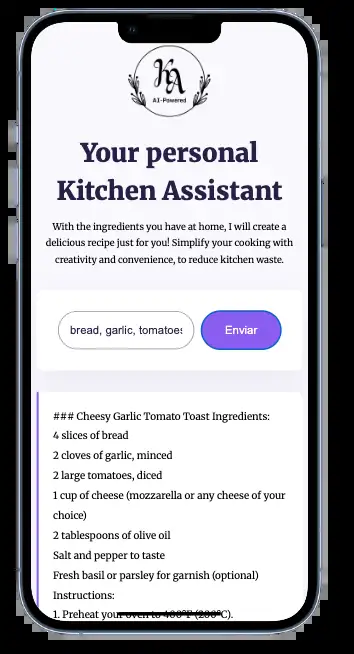 KA
AI-Powered
Your personal
Kitchen Assistant
With the ingredients you have at home, I will create a
delicious recipe just for you! Simplify your cooking with
creativity and convenience, to reduce kitchen waste.
bread, garlic, tomatoes
Enviar
### Cheesy Garlic Tomato Toast Ingredients:
4 slices of bread
2 cloves of garlic, minced
2 large tomatoes, diced
1 cup of cheese (mozzarella or any cheese of your
choice)
2 tablespoons of olive oil
Salt and pepper to taste
Fresh basil or parsley for garnish (optional)
Instructions:
1. Preheat your oven to 400°F (200°C).